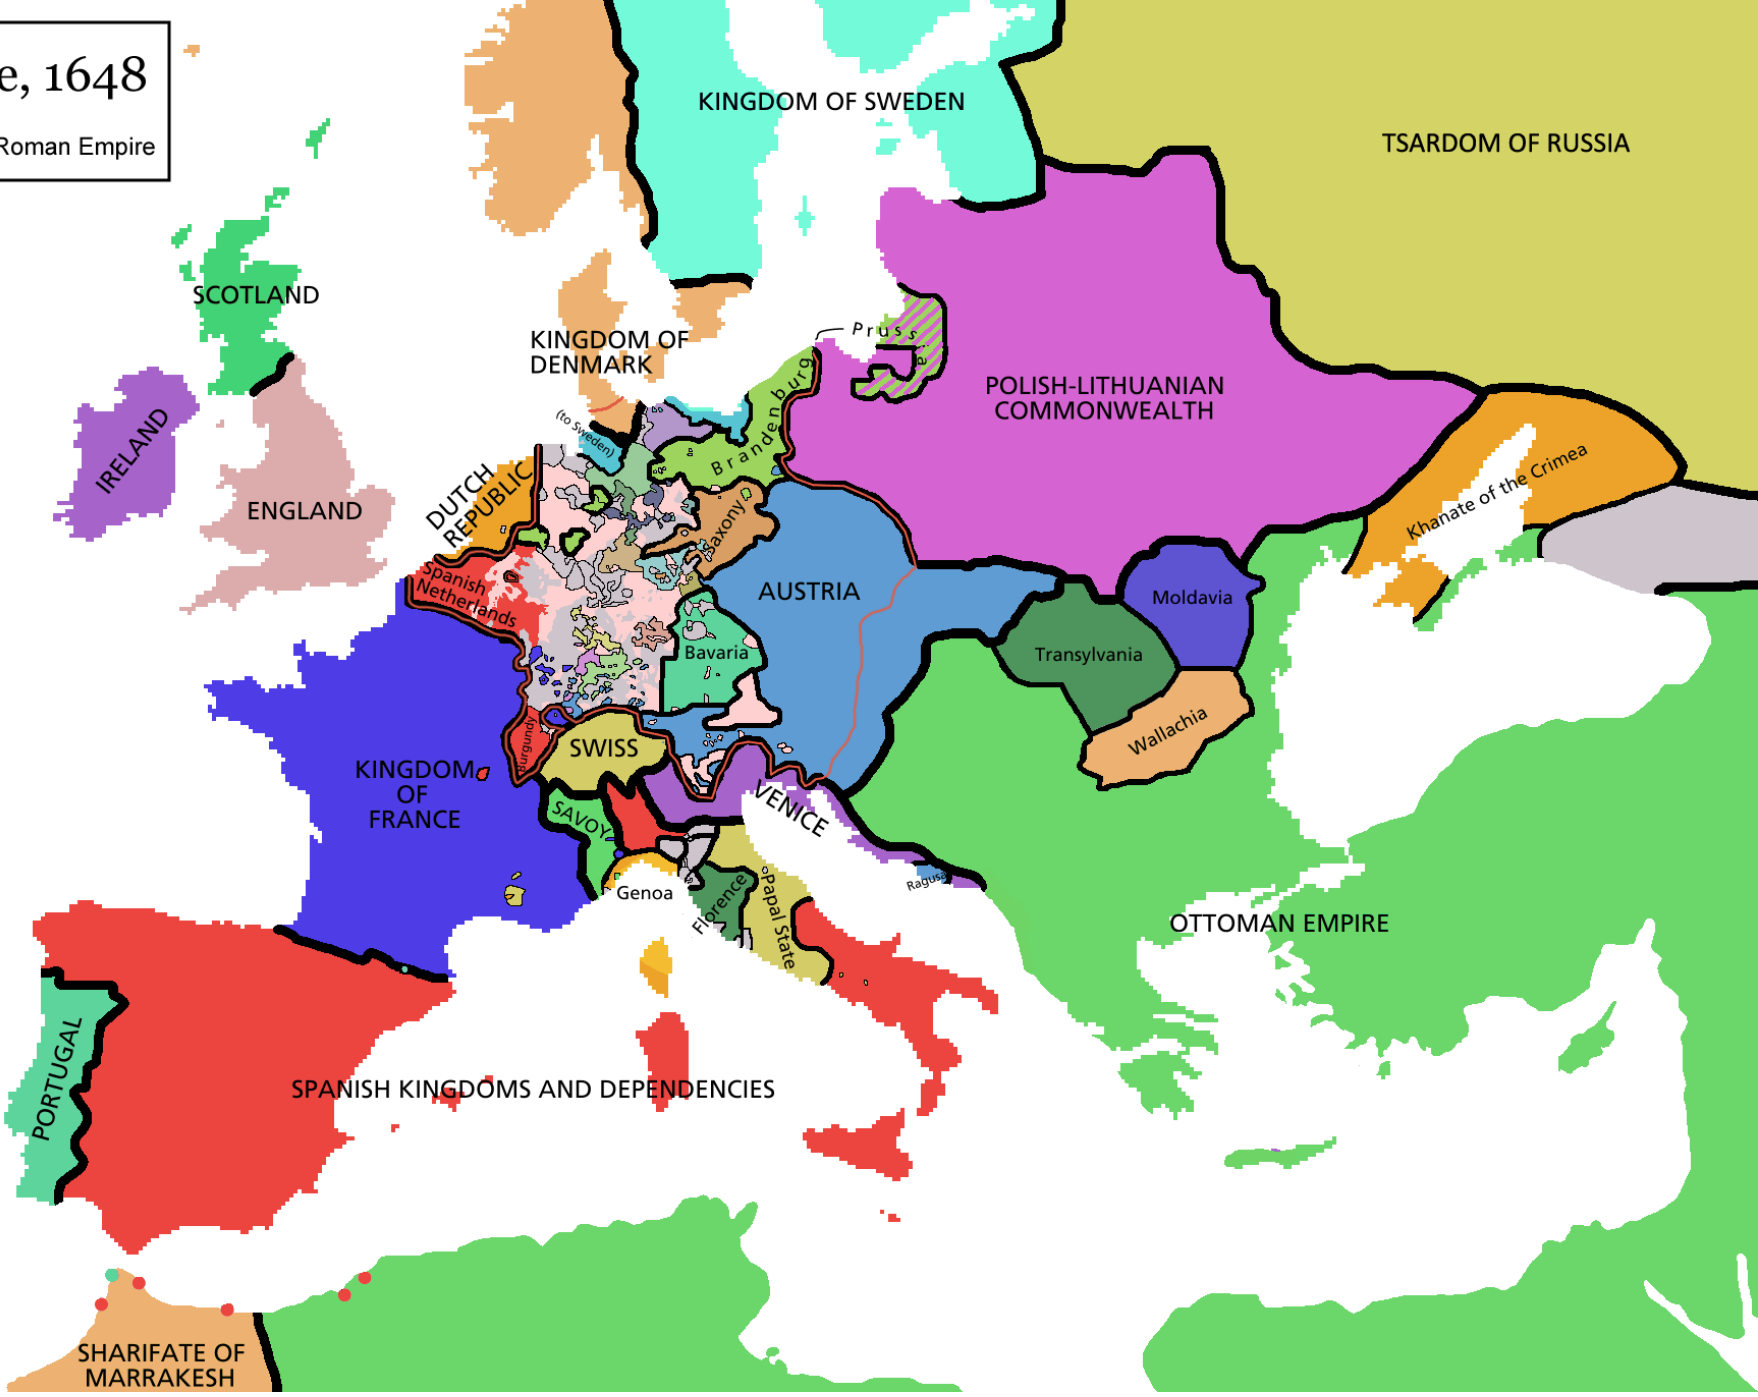 e, 1648
Roman Empire
KINGDOM OF SWEDEN
TSARDOM OF RUSSIA
SCOTLAND
KINGDOM OF
DENMARK
Prussia
POLISH-LITHUANIAN
COMMONWEALTH
IRELAND
ENGLAND
(to Sweden)
Brandenburg
DUTCH
REPUBLIC
Saxony
Khanate of the Crimea
Spanish
Netherlands
AUSTRIA
Moldavia
Bavaria
Transylvania
Wallachia
Burgundy
SWISS
KINGDOM
OF
FRANCE
SAVOY
VENICE
Genoa
Florence
Papal State
Ragusa
OTTOMAN EMPIRE
PORTUGAL
SPANISH KINGDOMS AND DEPENDENCIES
SHARIFATE OF
MARRAKESH